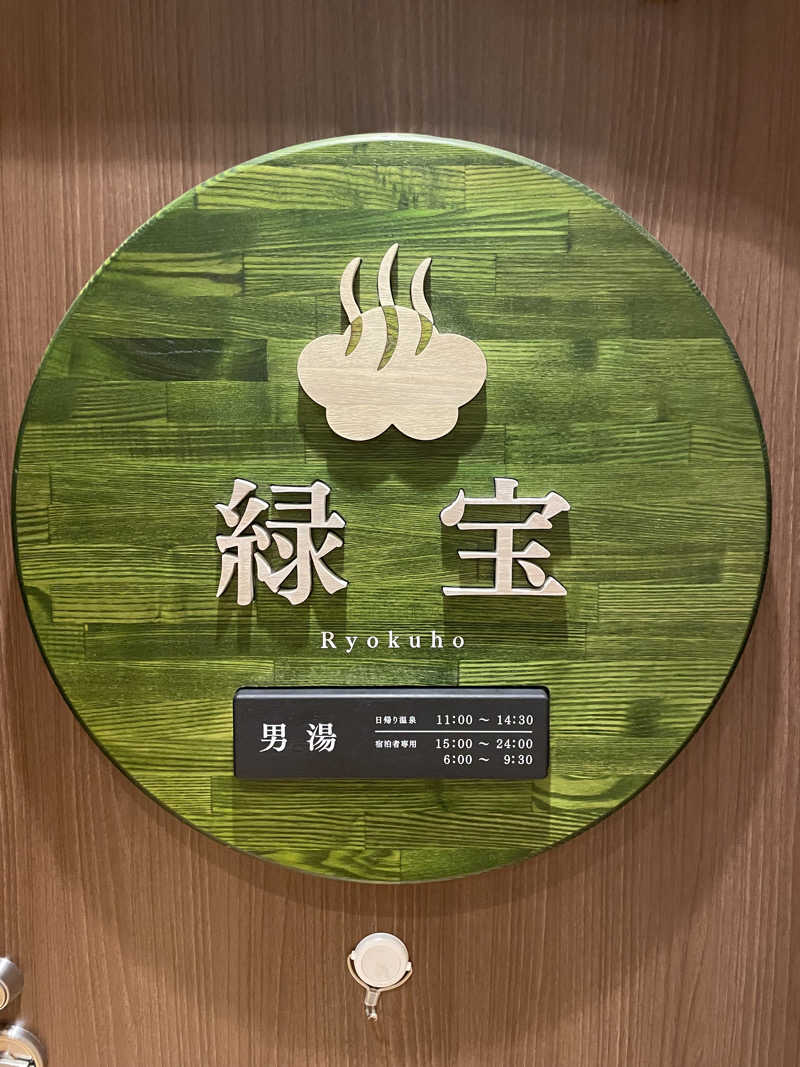 緑宝
Ryokuho
男湯
日帰り温泉 11:00 ～ 14:30
宿泊者専用 15:00 ～ 24:00
6:00 ～ 9:30